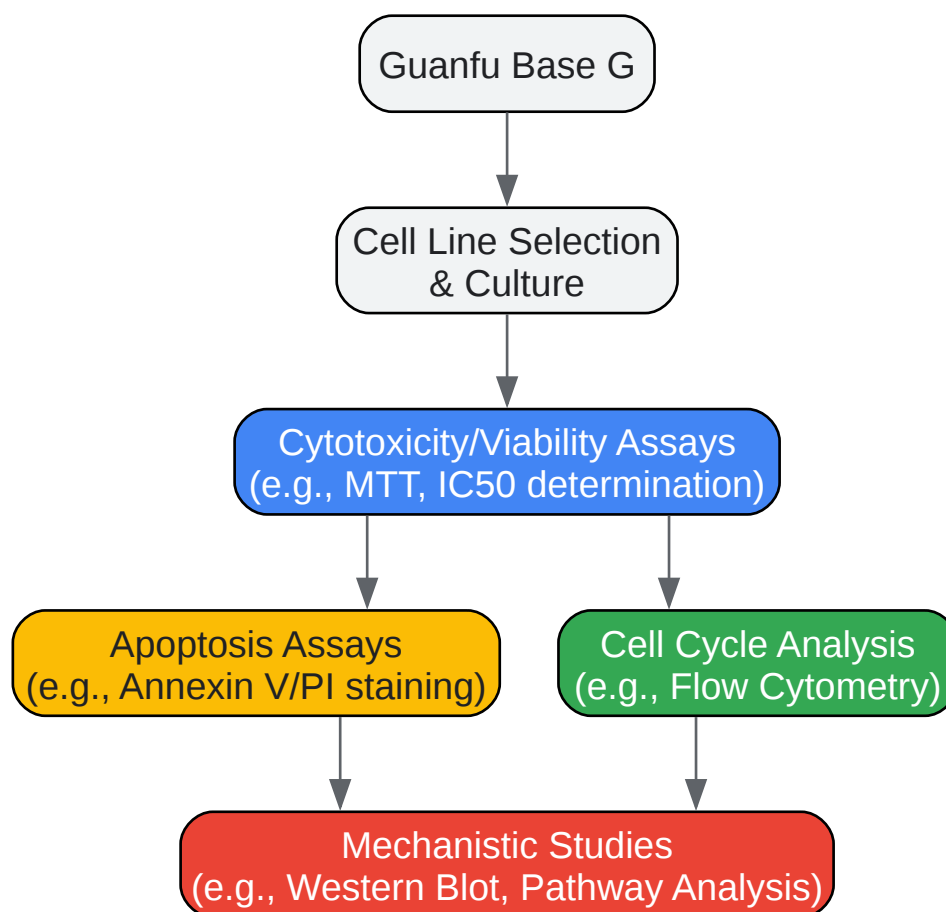 Guanfu Base G
Cell Line Selection
& Culture
Cytotoxicity/Viability Assays
(e.g., MTT, IC50 determination)
Apoptosis Assays
(e.g., Annexin V/PI staining)
Cell Cycle Analysis
(e.g., Flow Cytometry)
Mechanistic Studies
(e.g., Western Blot, Pathway Analysis)